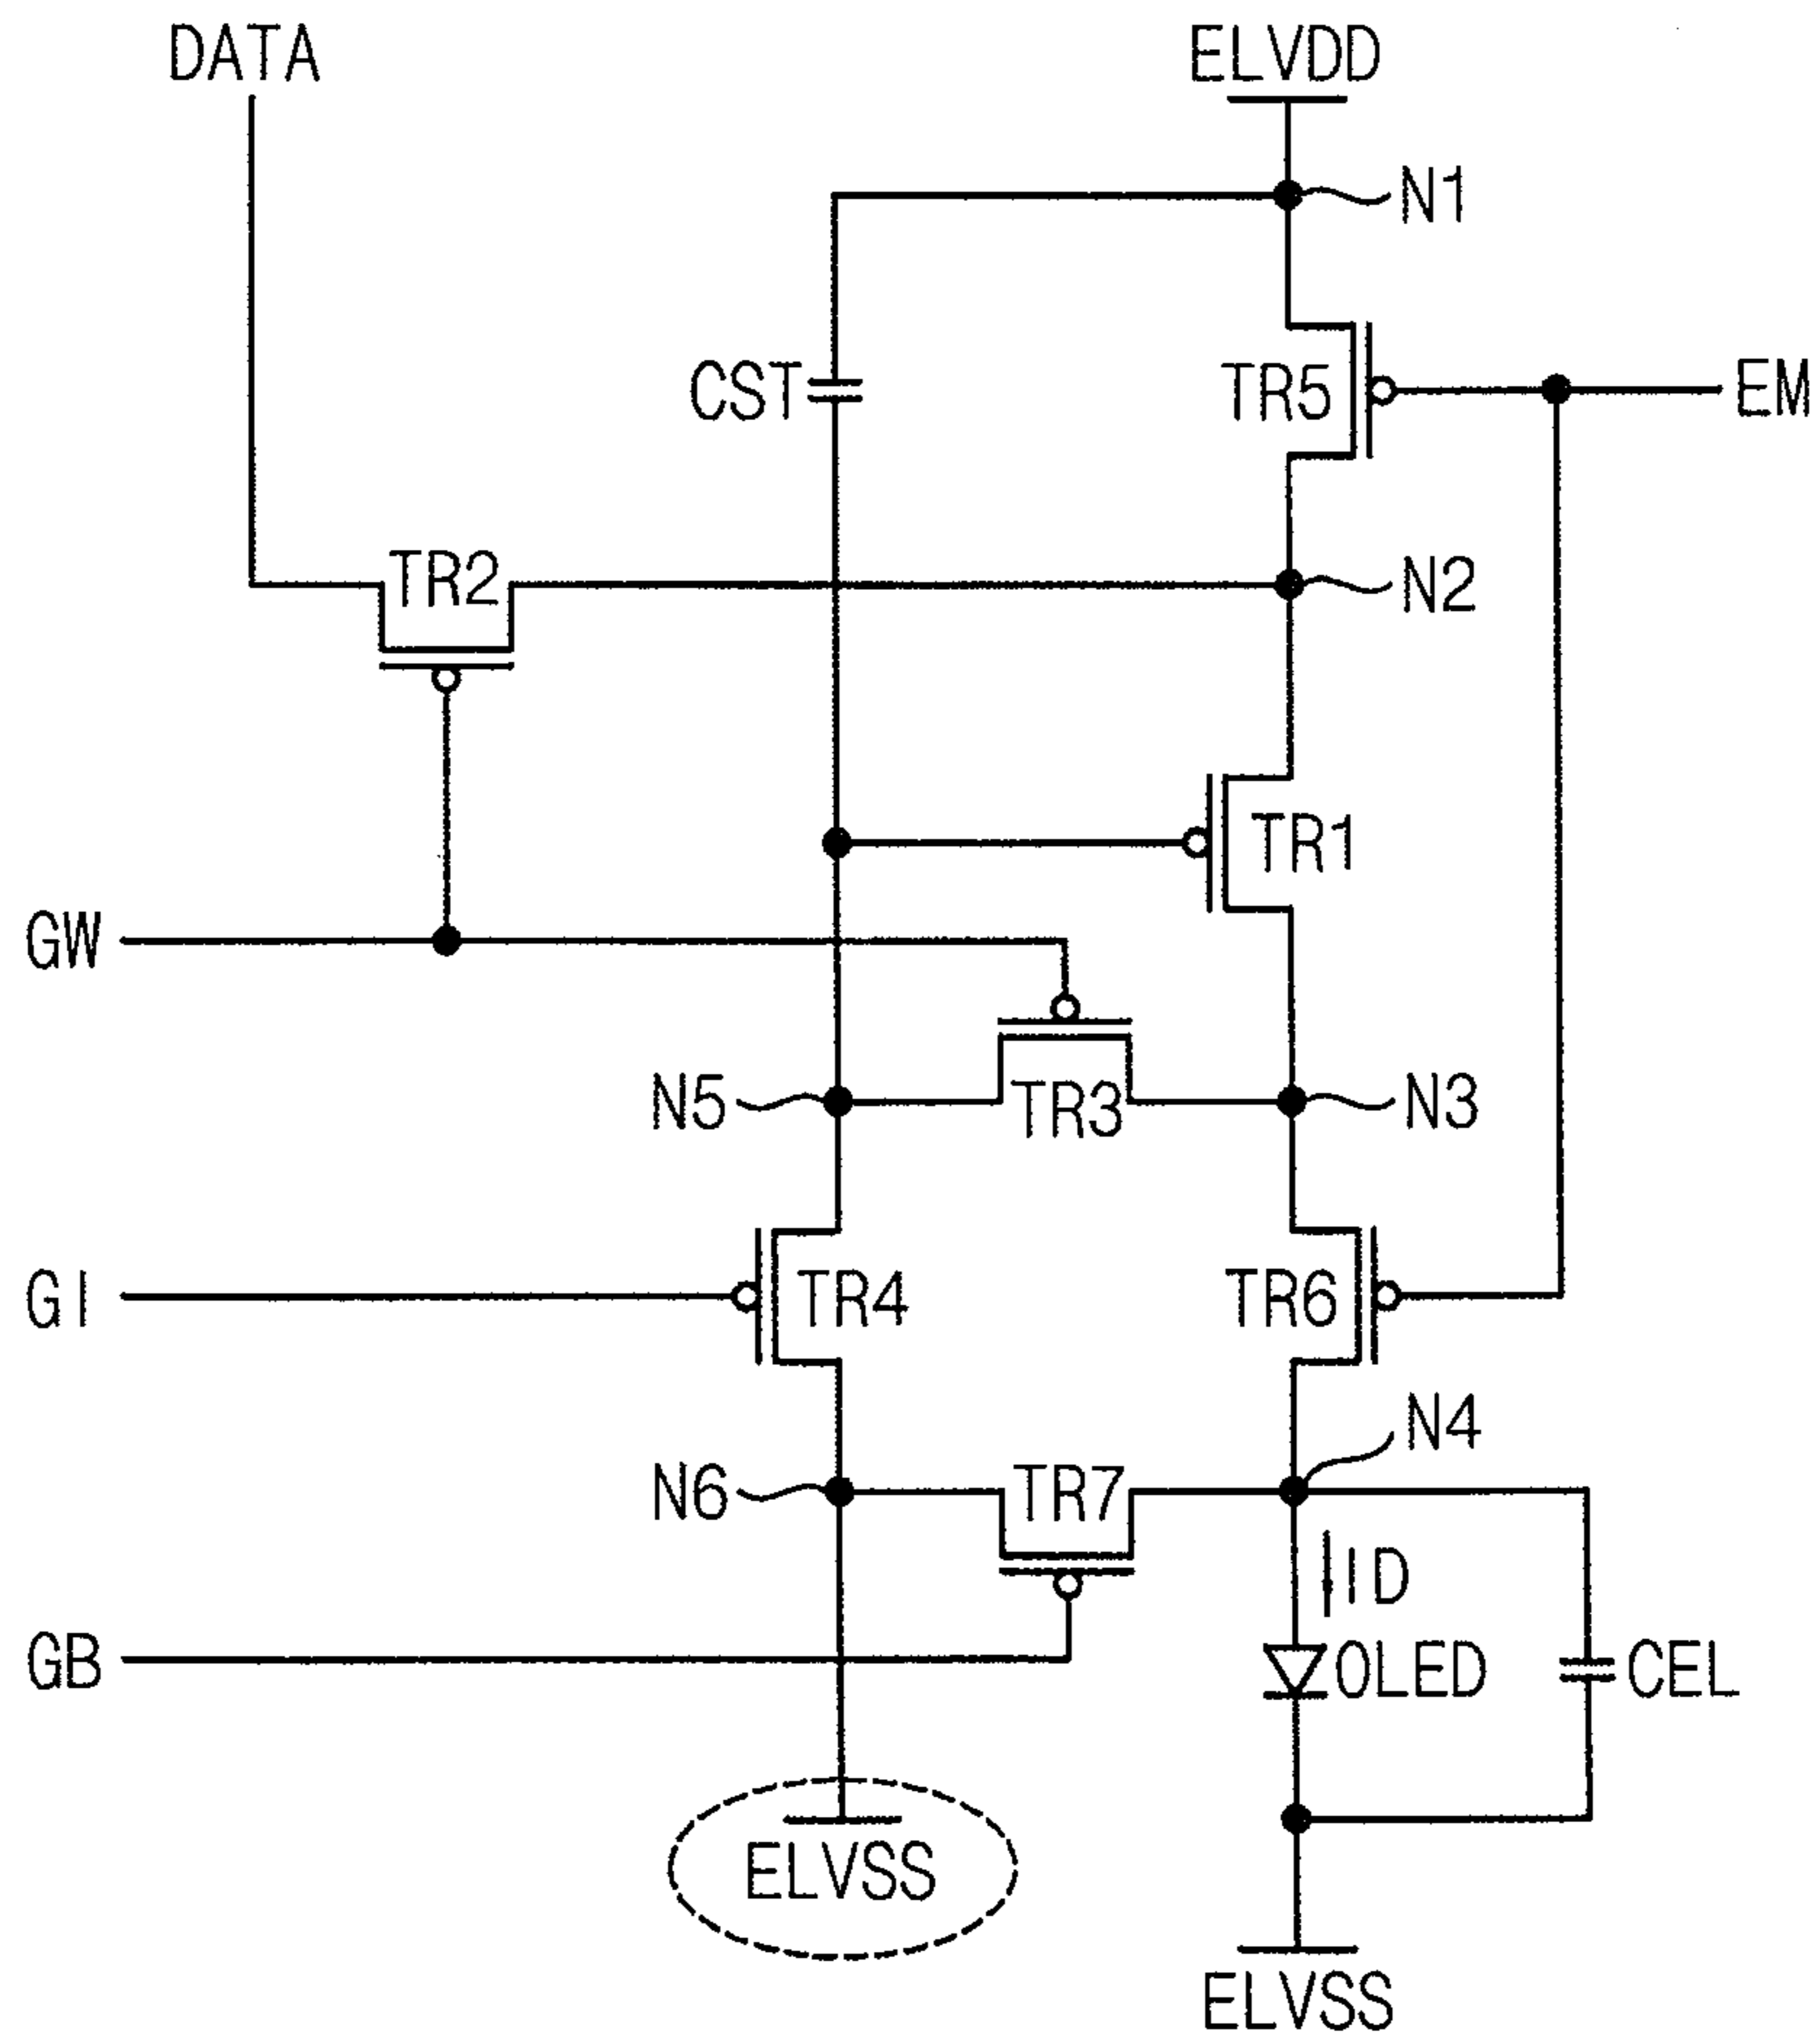 DATA
ELVDD
N1
CST
TR5
EM
TR2
N2
TR1
GW
N5
TR3
N3
GI
TR4
TR6
N4
N6
TR7
ID
GB
OLED
CEL
ELVSS
ELVSS